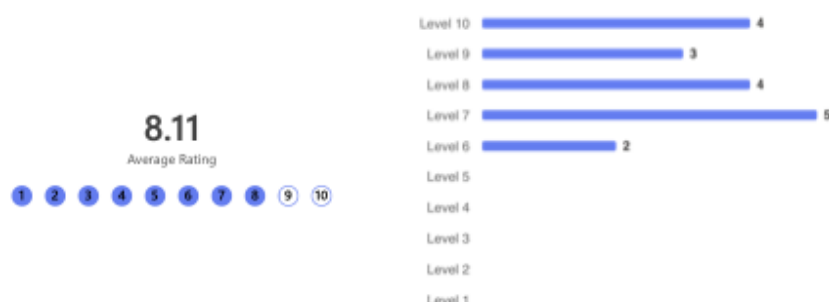 8.11
Average Rating
1 2 3 4 5 6 7 8 9 10
Level 10 4
Level 9 3
Level 8 4
Level 7 5
Level 6 2
Level 5
Level 4
Level 3
Level 2
Level 1